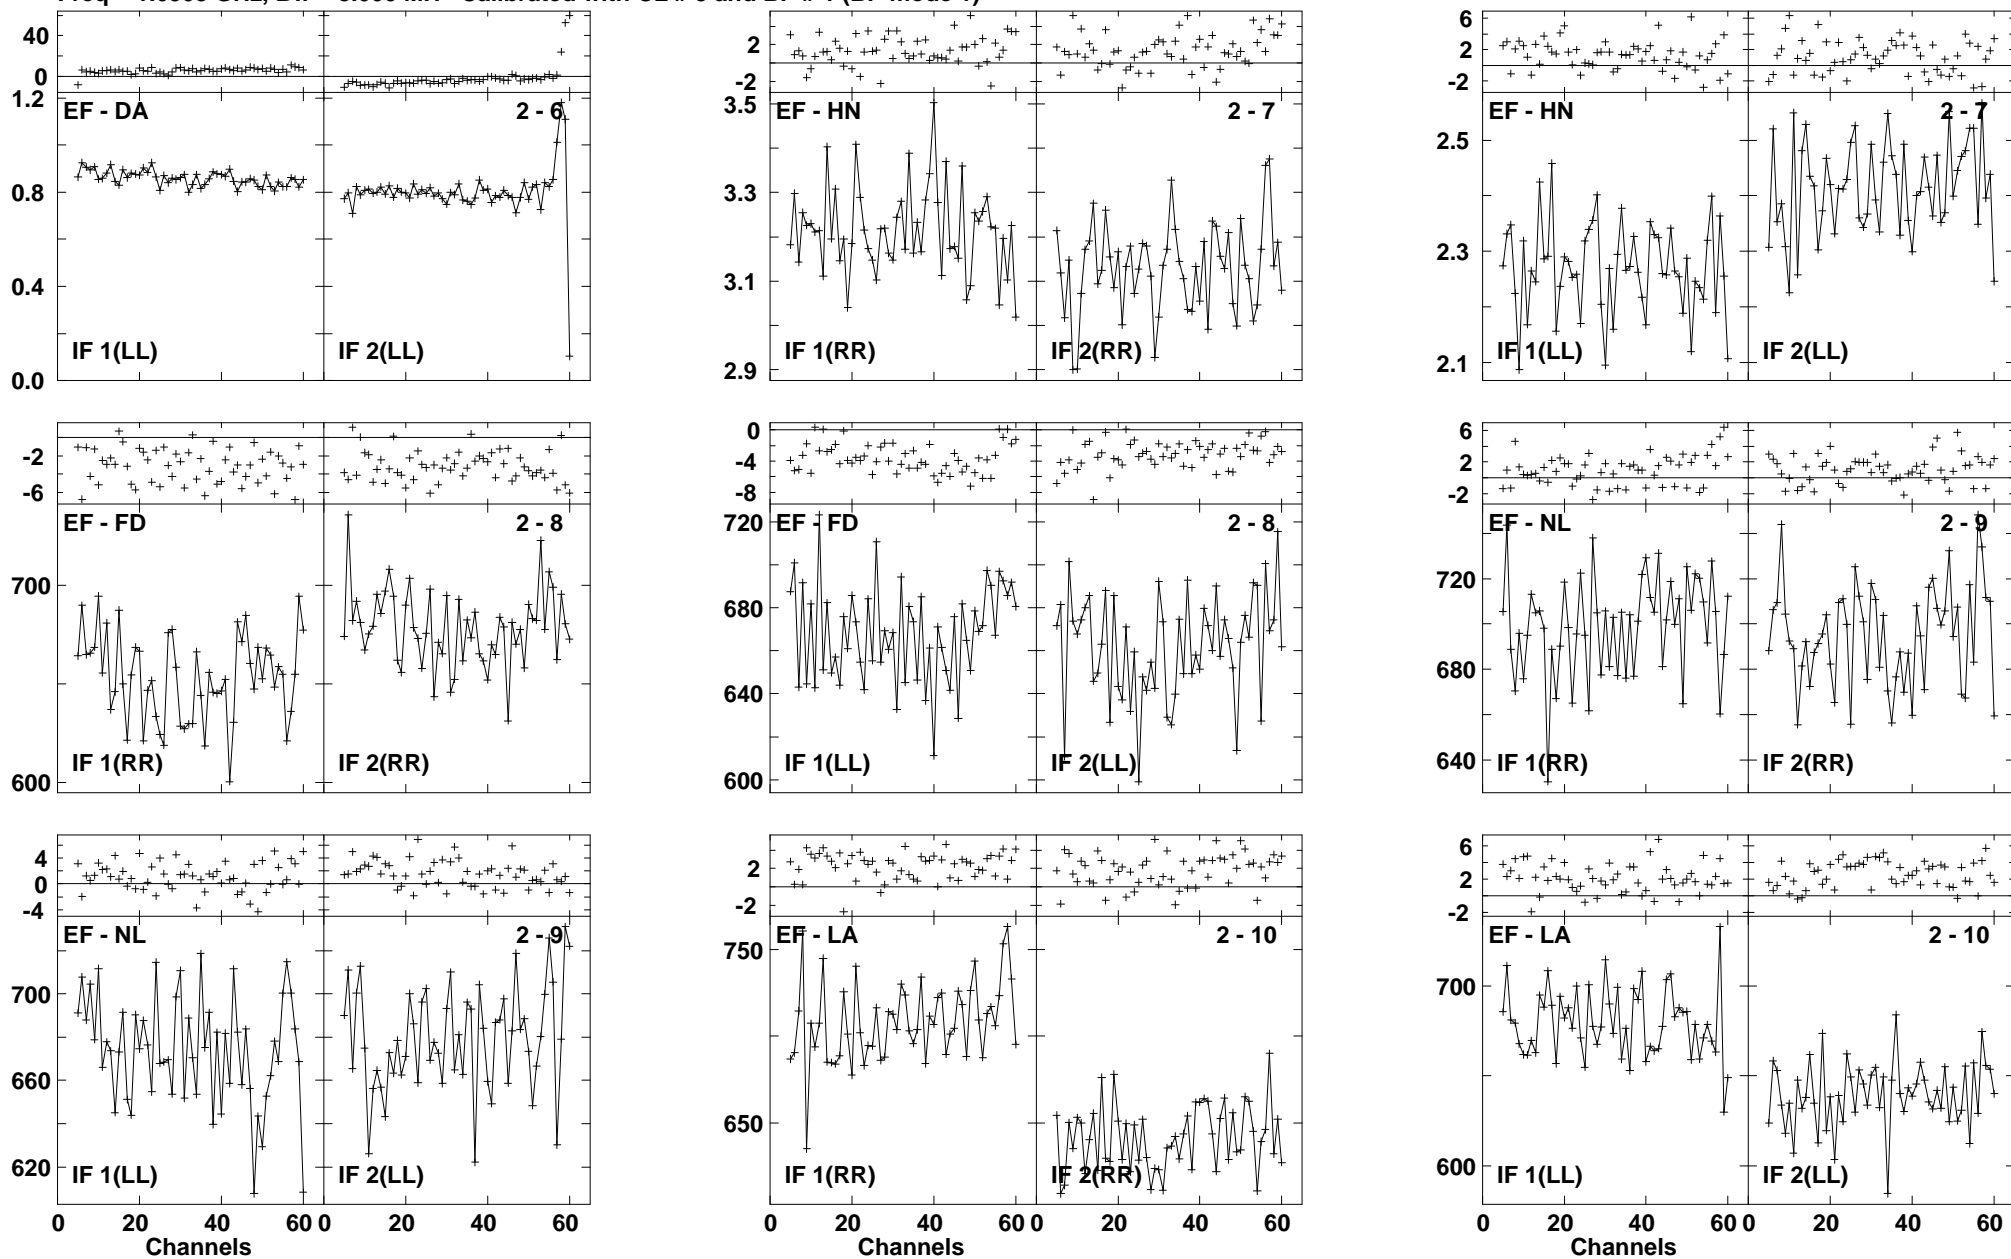 40
0
1.2
0.8
0.4
0.0
EF - DA
2 - 6
IF 1(LL)
IF 2(LL)
2
-2
3.5
3.3
3.1
2.9
EF - HN
2 - 7
IF 1(RR)
IF 2(RR)
6
2
-2
2.5
2.3
2.1
EF - HN
2 - 7
IF 1(LL)
IF 2(LL)
-2
-6
700
600
EF - FD
2 - 8
IF 1(RR)
IF 2(RR)
0
-4
-8
720
680
640
600
EF - FD
2 - 8
IF 1(LL)
IF 2(LL)
6
2
-2
720
680
640
EF - NL
2 - 9
IF 1(RR)
IF 2(RR)
4
0
-4
700
660
620
EF - NL
2 - 9
IF 1(LL)
IF 2(LL)
0 20 40 60 0 20 40 60
Channels
2
-2
750
650
EF - LA
2 - 10
IF 1(RR)
IF 2(RR)
0 20 40 60 0 20 40 60
Channels
6
2
-2
700
600
EF - LA
2 - 10
IF 1(LL)
IF 2(LL)
0 20 40 60 0 20 40 60
Channels